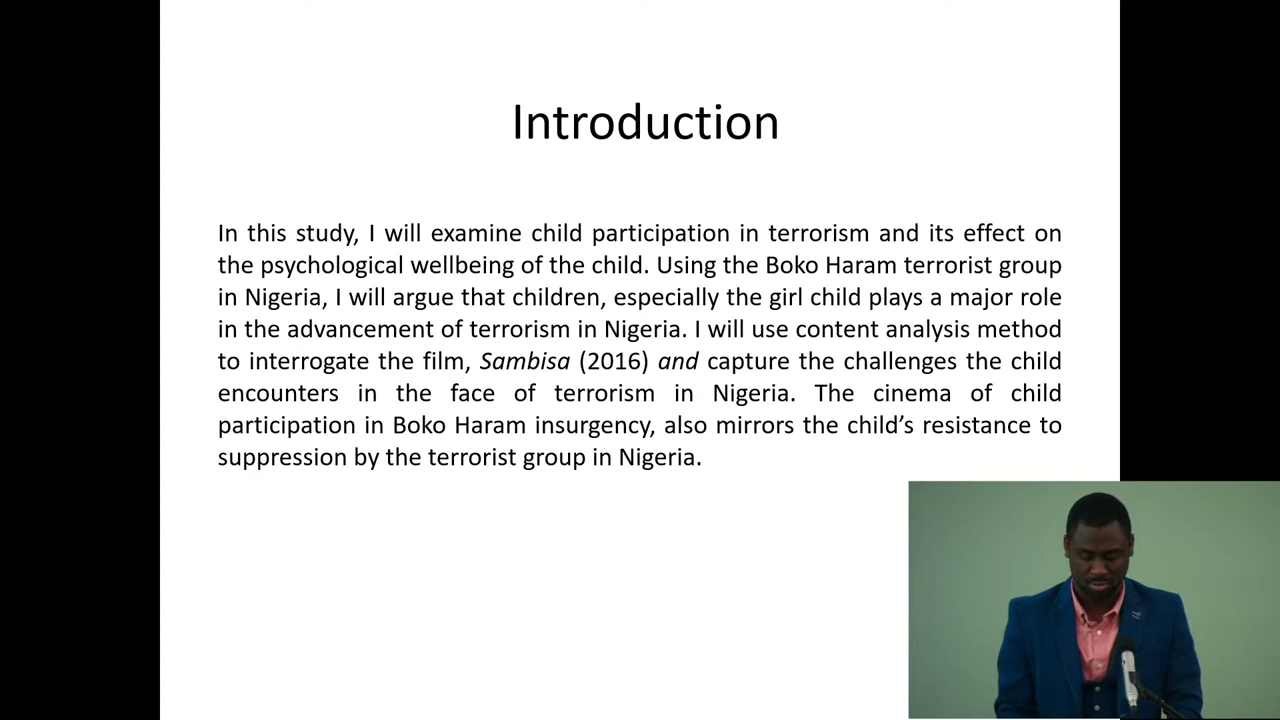 Introduction
In this study, I will examine child participation in terrorism and its effect on
the psychological wellbeing of the child. Using the Boko Haram terrorist group
in Nigeria, I will argue that children, especially the girl child plays a major role
in the advancement of terrorism in Nigeria. I will use content analysis method
to interrogate the film, Sambisa (2016) and capture the challenges the child
encounters in the face of terrorism in Nigeria. The cinema of child
participation in Boko Haram insurgency, also mirrors the child’s resistance to
suppression by the terrorist group in Nigeria.